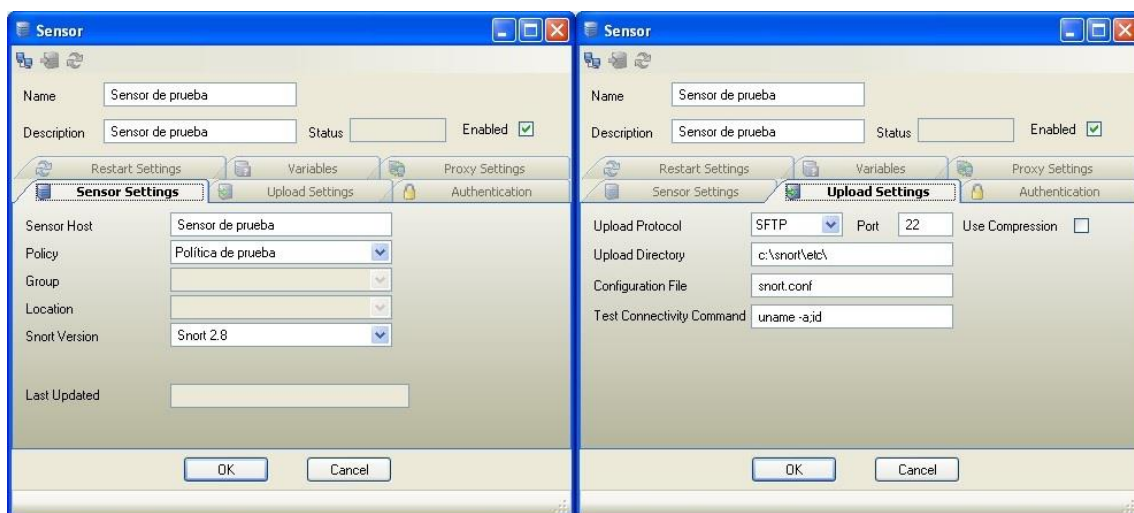 Sensor
Name Sensor de prueba
Description Sensor de prueba Status Enabled
Restart Settings Variables Proxy Settings
Sensor Settings Upload Settings Authentication
Sensor Host Sensor de prueba
Policy Política de prueba
Group
Location
Snort Version Snort 2.8
Last Updated
OK Cancel
Sensor
Name Sensor de prueba
Description Sensor de prueba Status Enabled
Restart Settings Variables Proxy Settings
Sensor Settings Upload Settings Authentication
Upload Protocol SFTP Port 22 Use Compression
Upload Directory c:\snort\etc\
Configuration File snort.conf
Test Connectivity Command uname -a;id
OK Cancel